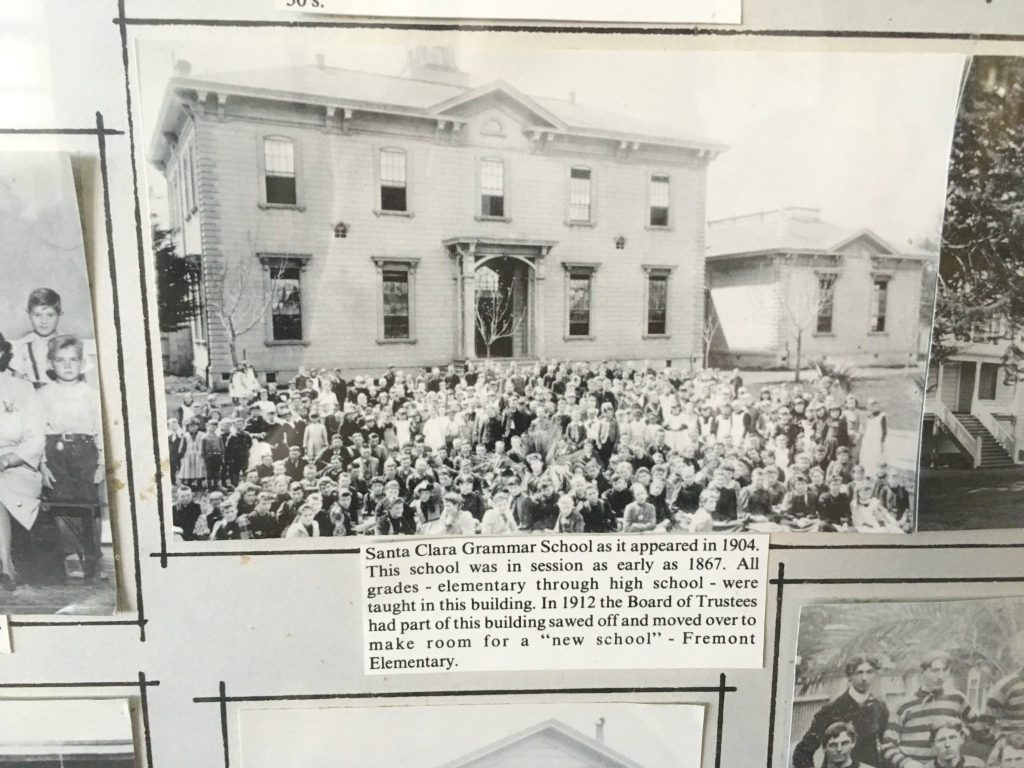 50's.
Santa Clara Grammar School as it appeared in 1904.
This school was in session as early as 1867. All
grades - elementary through high school - were
taught in this building. In 1912 the Board of Trustees
had part of this building sawed off and moved over to
make room for a “new school” - Fremont
Elementary.